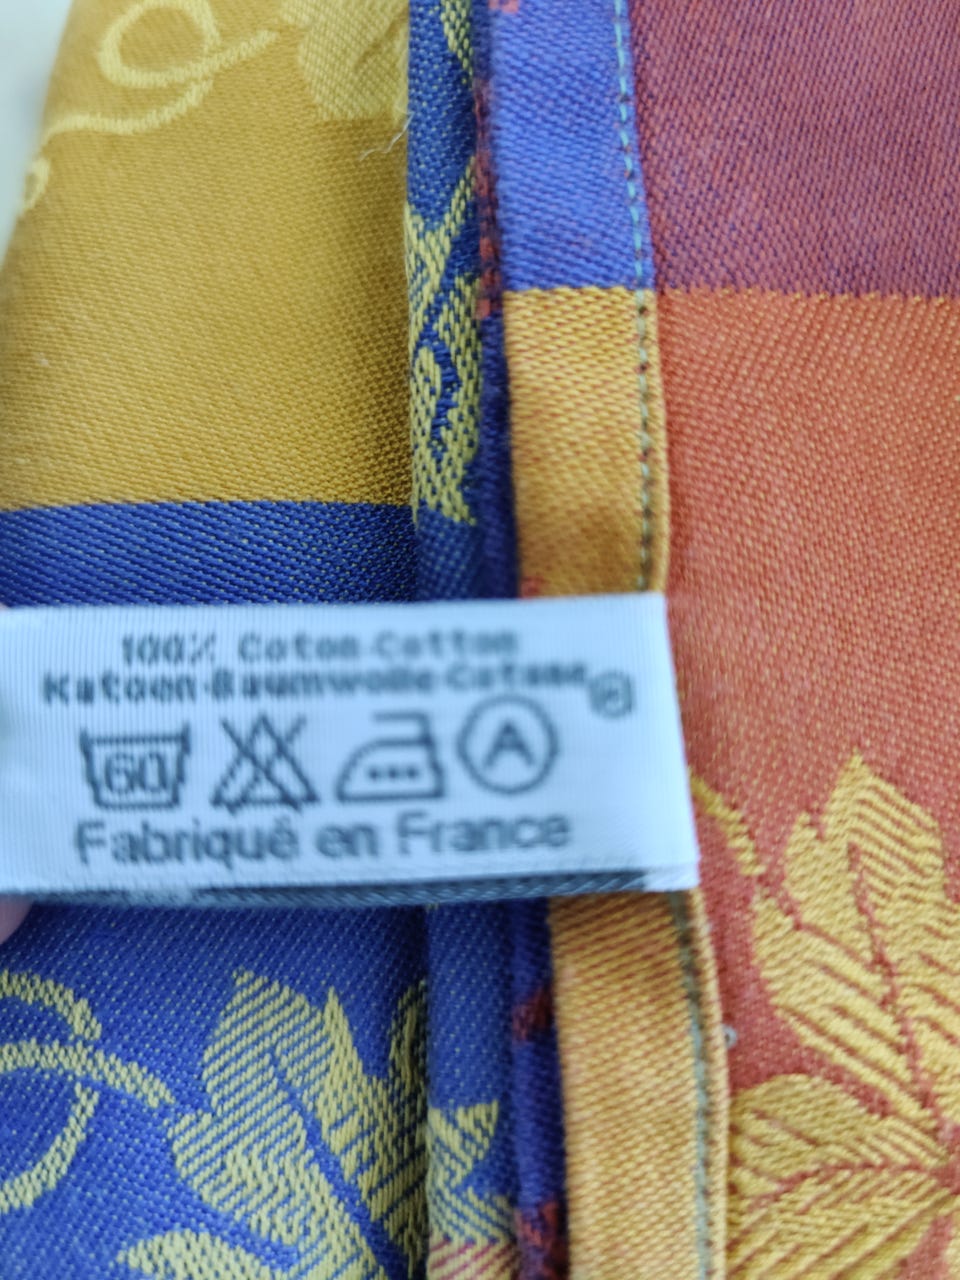 100% Coton-Cotton
Katoen-Baumwolle-Cotone
60 A
Fabriqué en France